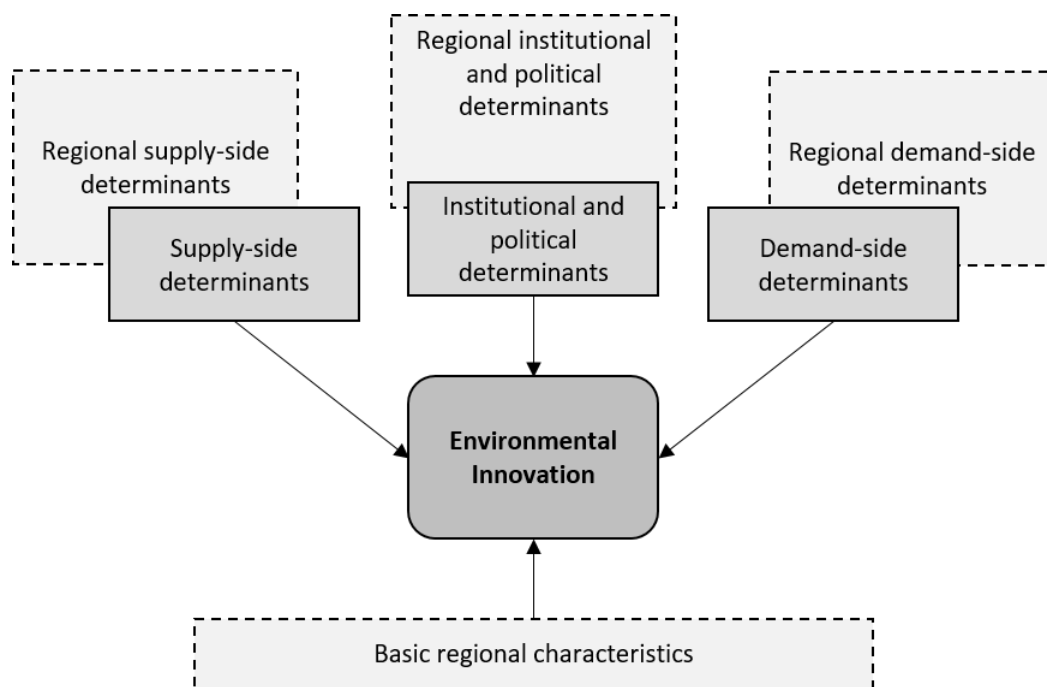 Regional institutional
and political
determinants
Regional supply-side
determinants
Regional demand-side
determinants
Supply-side
determinants
Institutional and
political
determinants
Demand-side
determinants
Environmental
Innovation
Basic regional characteristics